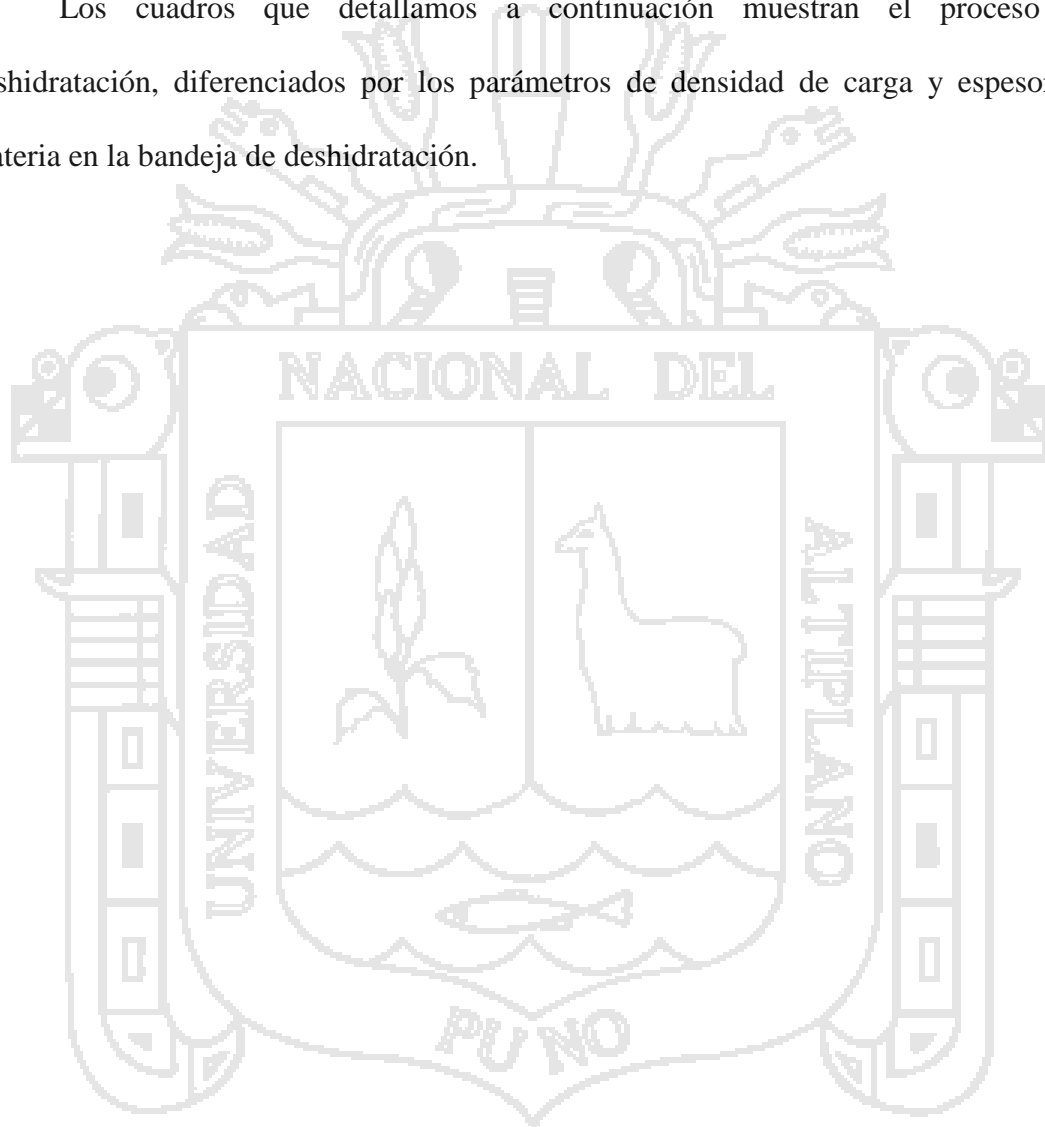 Los cuadros que detallamos a continuación muestran el proceso
shidratación, diferenciados por los parámetros de densidad de carga y espeso
ateria en la bandeja de deshidratación.
NACIONAL DEL
UNIVERSIDAD
ALTIPLANO
PUNO